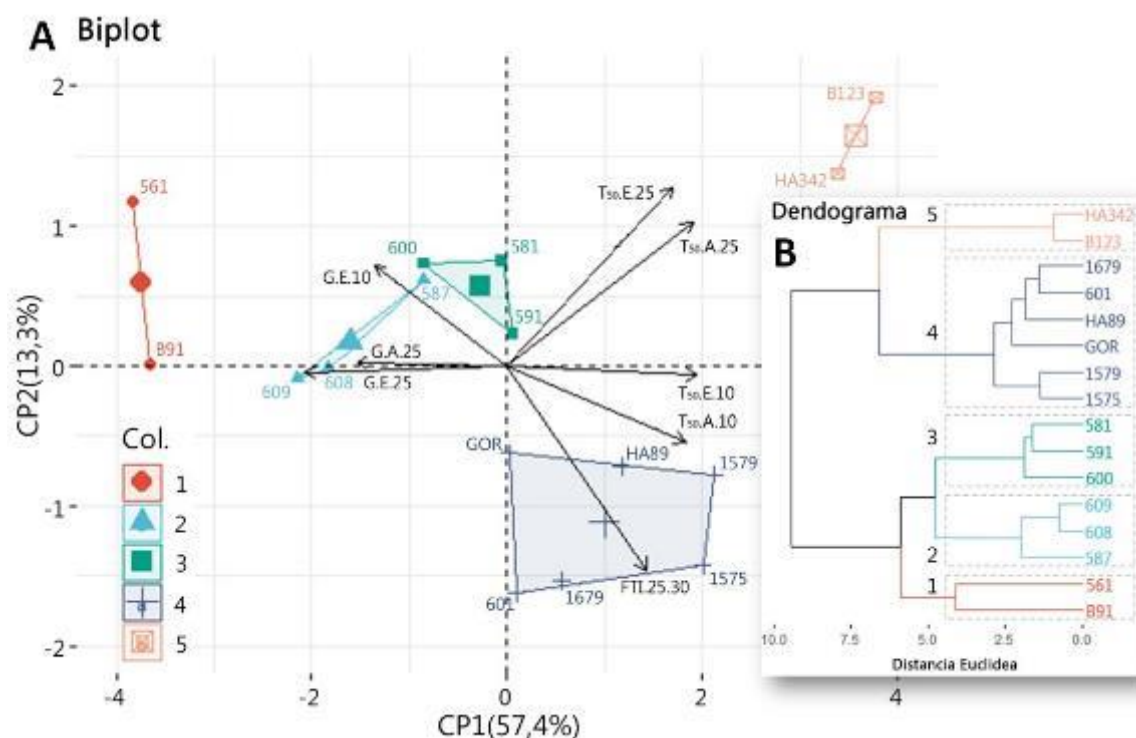 A Biplot
CP2(13,3%)
2
1
0
-1
-2
-4
-2
0
2
4
CP1(57,4%)
561
B91
600
581
587
591
609
608
G.E.10
G.A.25
G.E.25
T₅₀.E.25
T₅₀.A.25
T₅₀.E.10
T₅₀.A.10
FTI.25.30
GOR
HA89
1579
1575
1679
601
B123
HA342
Col.
1
2
3
4
5
Dendograma
B
5
HA342
B123
4
1679
601
HA89
GOR
1579
1575
3
581
591
600
2
609
608
587
1
561
B91
10.0 7.5 5.0 2.5 0.0
Distancia Euclidea